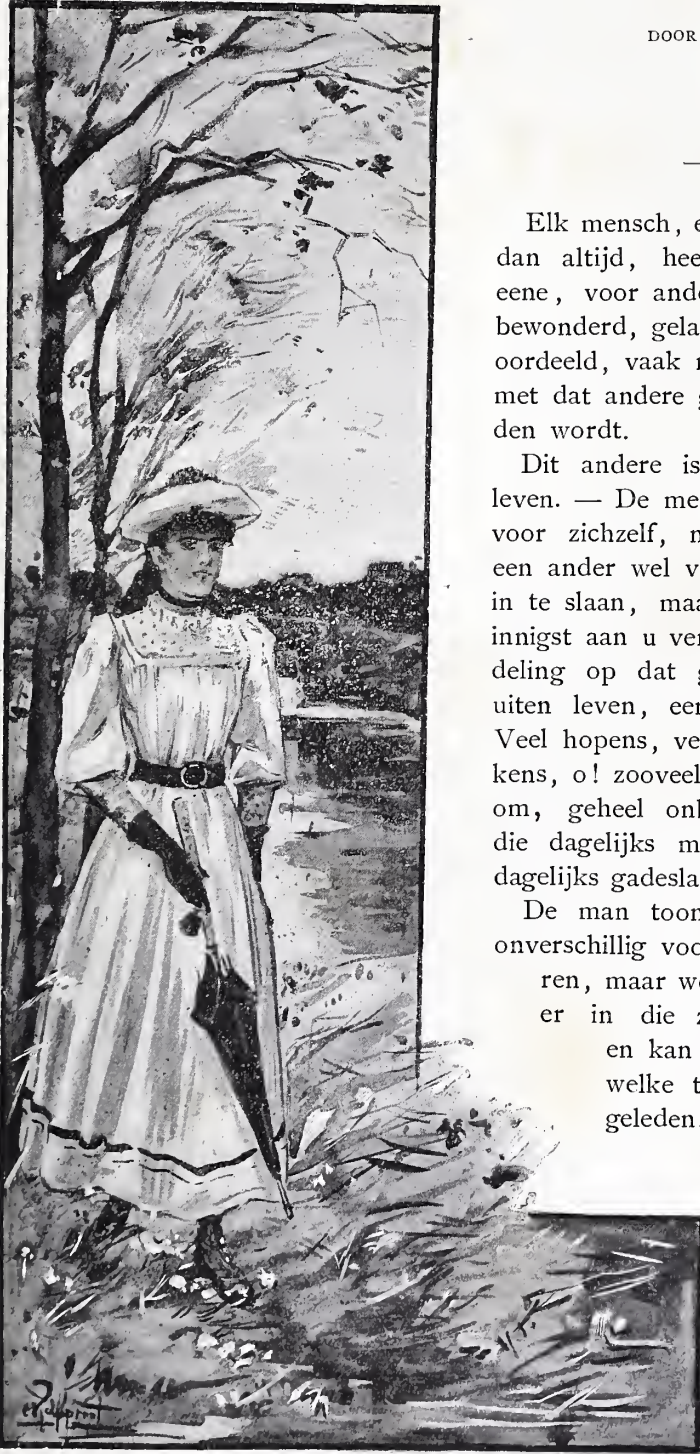 DOOR
Elk mensch,
dan altijd, hee
eene, voor ande
bewonderd, gela
oordeeld, vaak
met dat andere
den wordt.
Dit andere is
leven. — De me
voor zichzelf,
een ander wel v
in te slaan, maa
innigst aan u ver
deling op dat
uiten leven, een
Veel hopens, ve
kens, o! zooveel
om, geheel onb
die dagelijks m
dagelijks gadesla
De man toon
onverschillig voo
ren, maar we
er in die z
en kan
welke t
geleden.